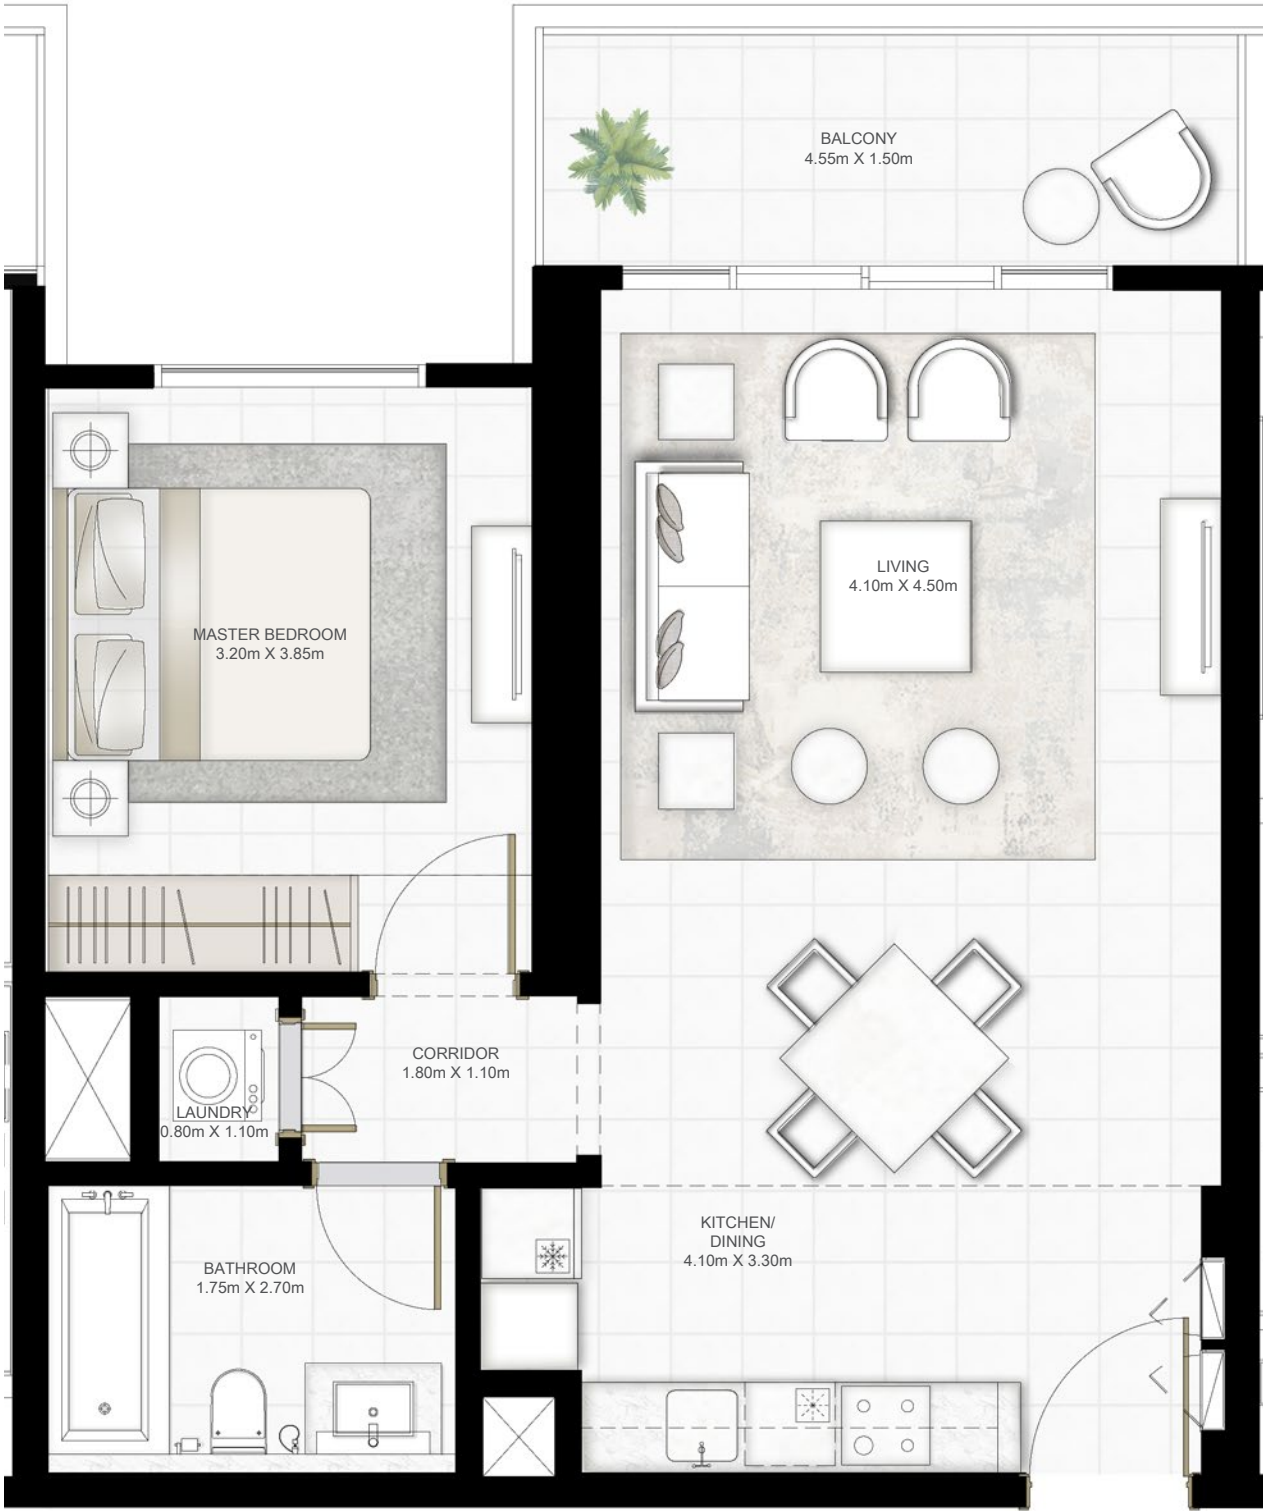 BALCONY
4.55m X 1.50m
LIVING
4.10m X 4.50m
MASTER BEDROOM
3.20m X 3.85m
CORRIDOR
1.80m X 1.10m
LAUNDRY
0.80m X 1.10m
KITCHEN/
DINING
4.10m X 3.30m
BATHROOM
1.75m X 2.70m